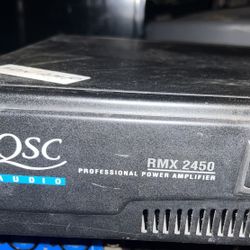 QSC
AUDIO
RMX 2450
PROFESSIONAL POWER AMPLIFIER